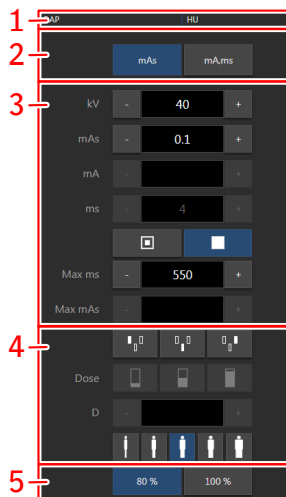 1 HU
2 mAs mA,ms
3 kV - 40 +
mAs - 0.1 +
mA - +
ms - 4 +
Max ms - 550 +
Max mAs - +
4
Dose
D - +
5 80 % 100 %